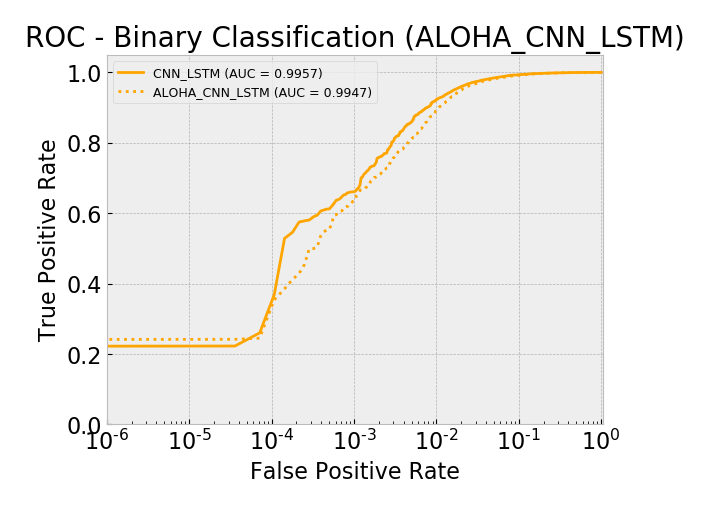 ROC - Binary Classification (ALOHA_CNN_LSTM)
CNN_LSTM (AUC = 0.9957)
ALOHA_CNN_LSTM (AUC = 0.9947)
True Positive Rate
1.0
0.8
0.6
0.4
0.2
0.0
10^-6 10^-5 10^-4 10^-3 10^-2 10^-1 10^0
False Positive Rate